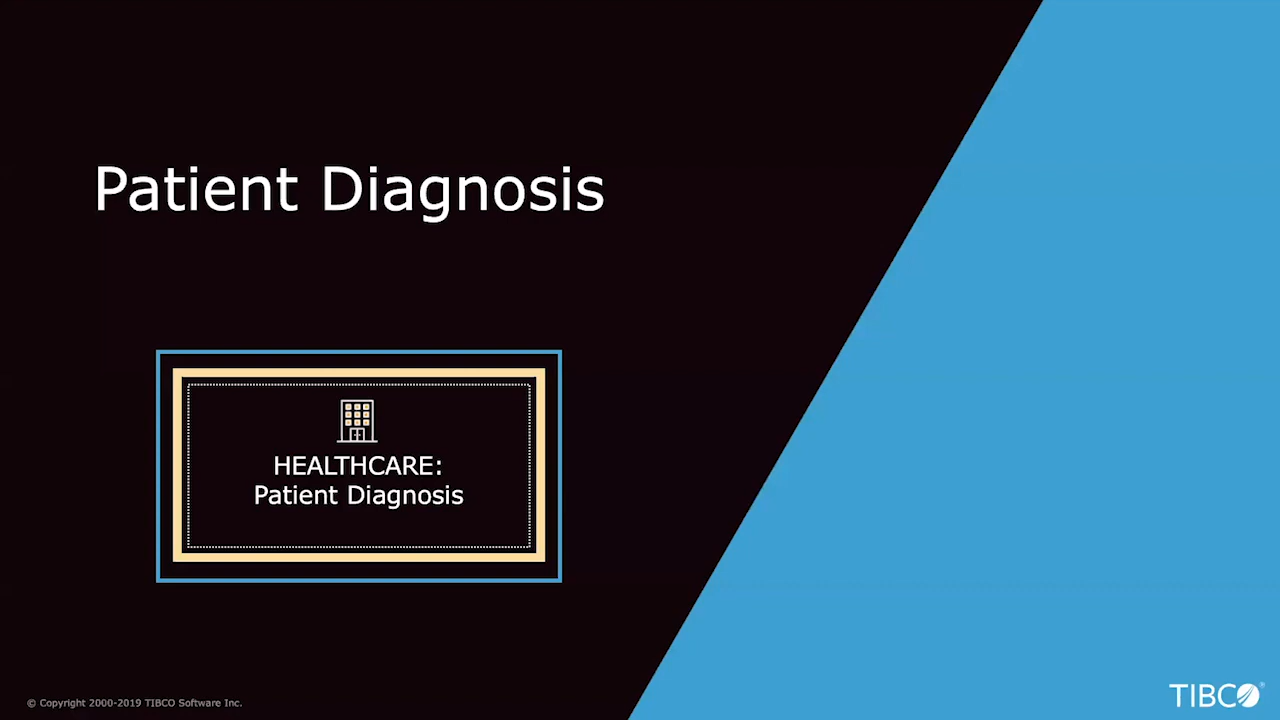 Patient Diagnosis
HEALTHCARE:
Patient Diagnosis
© Copyright 2000-2019 TIBCO Software Inc.
TIBCO®